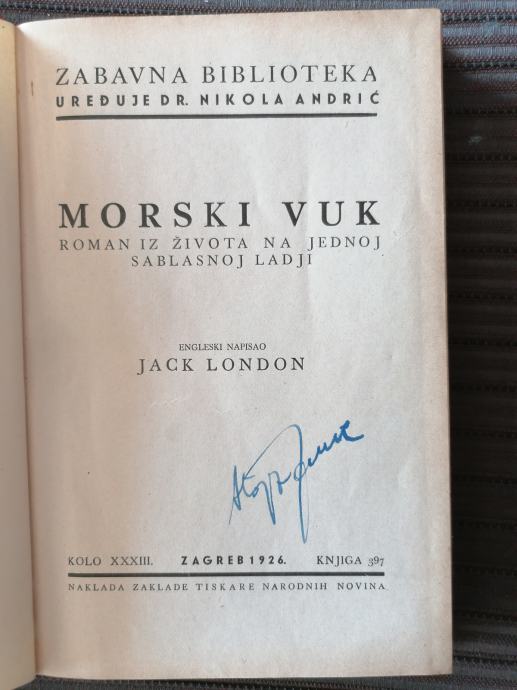 ZABAVNA BIBLIOTEKA
UREĐUJE DR. NIKOLA ANDRIĆ
MORSKI VUK
ROMAN IZ ŽIVOTA NA JEDNOJ
SABLASNOJ LADJI
ENGLESKI NAPISAO
JACK LONDON
KOLO XXXIII. ZAGREB 1926. KNJIGA 397
NAKLADA ZAKLADE TISKARE NARODNIH NOVINA